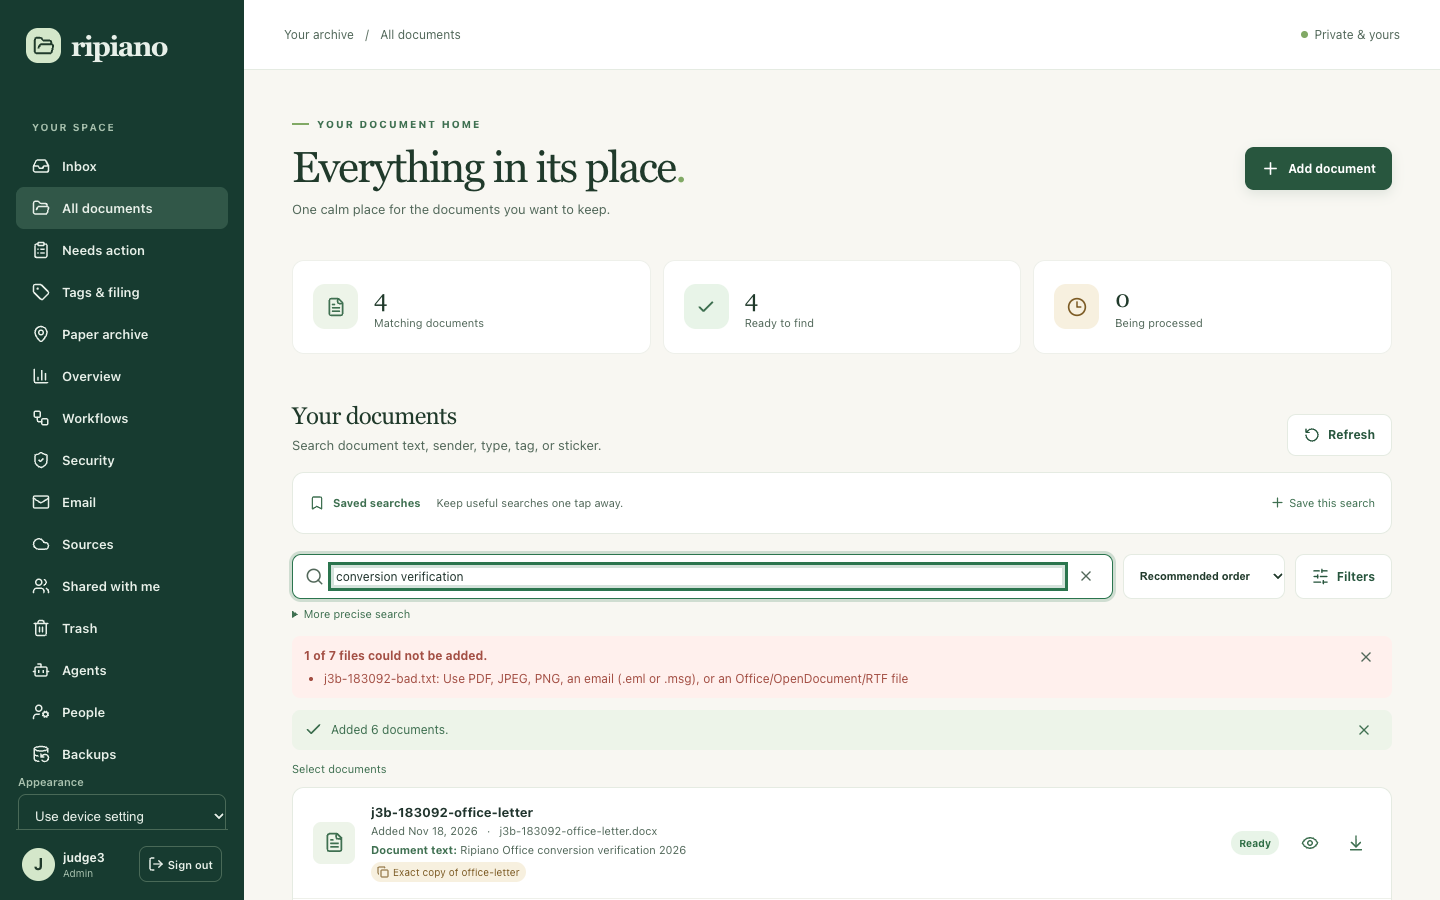 ripiano
YOUR SPACE
Inbox
All documents
Needs action
Tags & filing
Paper archive
Overview
Workflows
Security
Email
Sources
Shared with me
Trash
Agents
People
Backups
Appearance
Use device setting
J
judge3
Admin
Sign out
Your archive / All documents
Private & yours
YOUR DOCUMENT HOME
Everything in its place.
One calm place for the documents you want to keep.
Add document
4
Matching documents
4
Ready to find
0
Being processed
Your documents
Search document text, sender, type, tag, or sticker.
Refresh
Saved searches Keep useful searches one tap away.
Save this search
conversion verification
Recommended order
Filters
More precise search
1 of 7 files could not be added.
• j3b-183092-bad.txt: Use PDF, JPEG, PNG, an email (.eml or .msg), or an Office/OpenDocument/RTF file
Added 6 documents.
Select documents
j3b-183092-office-letter
Added Nov 18, 2026 · j3b-183092-office-letter.docx
Document text: Ripiano Office conversion verification 2026
Exact copy of office-letter
Ready